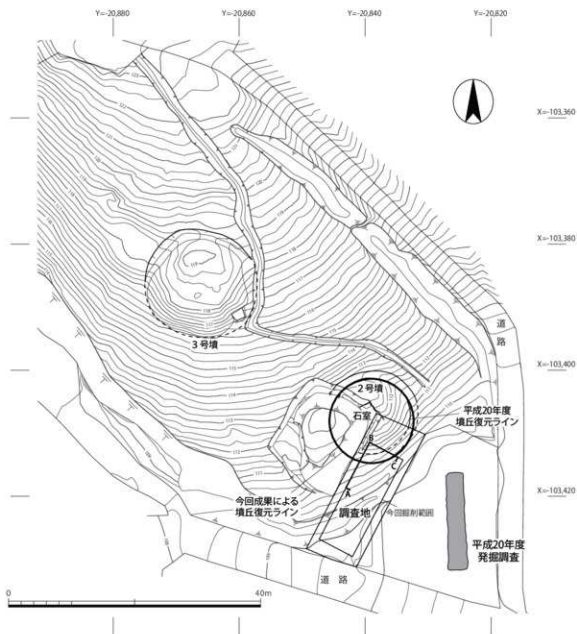 Y=-20,880
Y=-20,860
Y=-20,840
Y=-20,820
X=-103,360
X=-103,380
道路
3号墳
X=-103,400
2号墳
石室
平成20年度
墳丘復元ライン
B
C
A
今回成果による
墳丘復元ライン
調査地
今回掘削範囲
X=-103,420
平成20年度
発掘調査
道路
0
40m